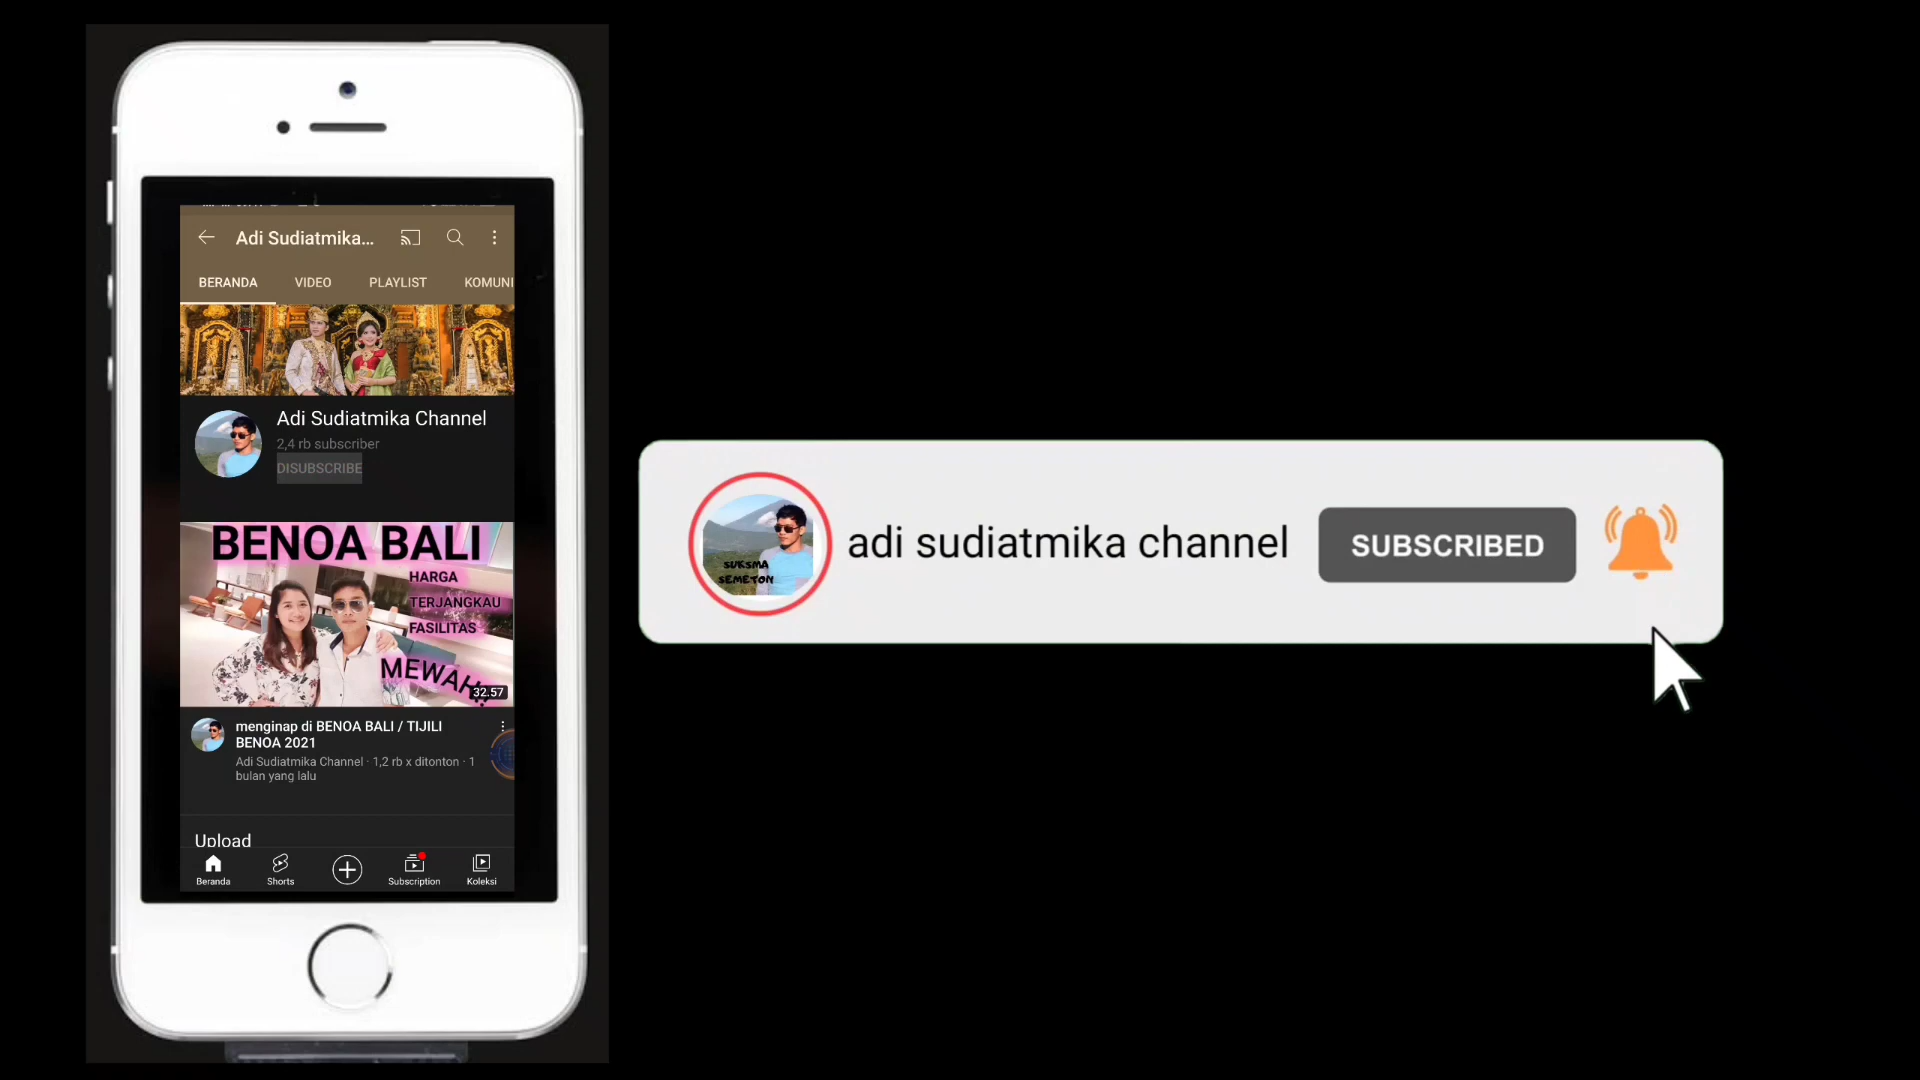 Adi Sudiatmika...
BERANDA VIDEO PLAYLIST KOMUNI
Adi Sudiatmika Channel
2,4 rb subscriber
DISUBSCRIBE
BENOA BALI
HARGA
TERJANGKAU
FASILITAS
MEWAH
32.57
menginap di BENOA BALI / TIJILI
BENOA 2021
Adi Sudiatmika Channel · 1,2 rb x ditonton · 1
bulan yang lalu
Upload
Beranda Shorts Subscription Koleksi
SUKSMA
SEMETON
adi sudiatmika channel
SUBSCRIBED